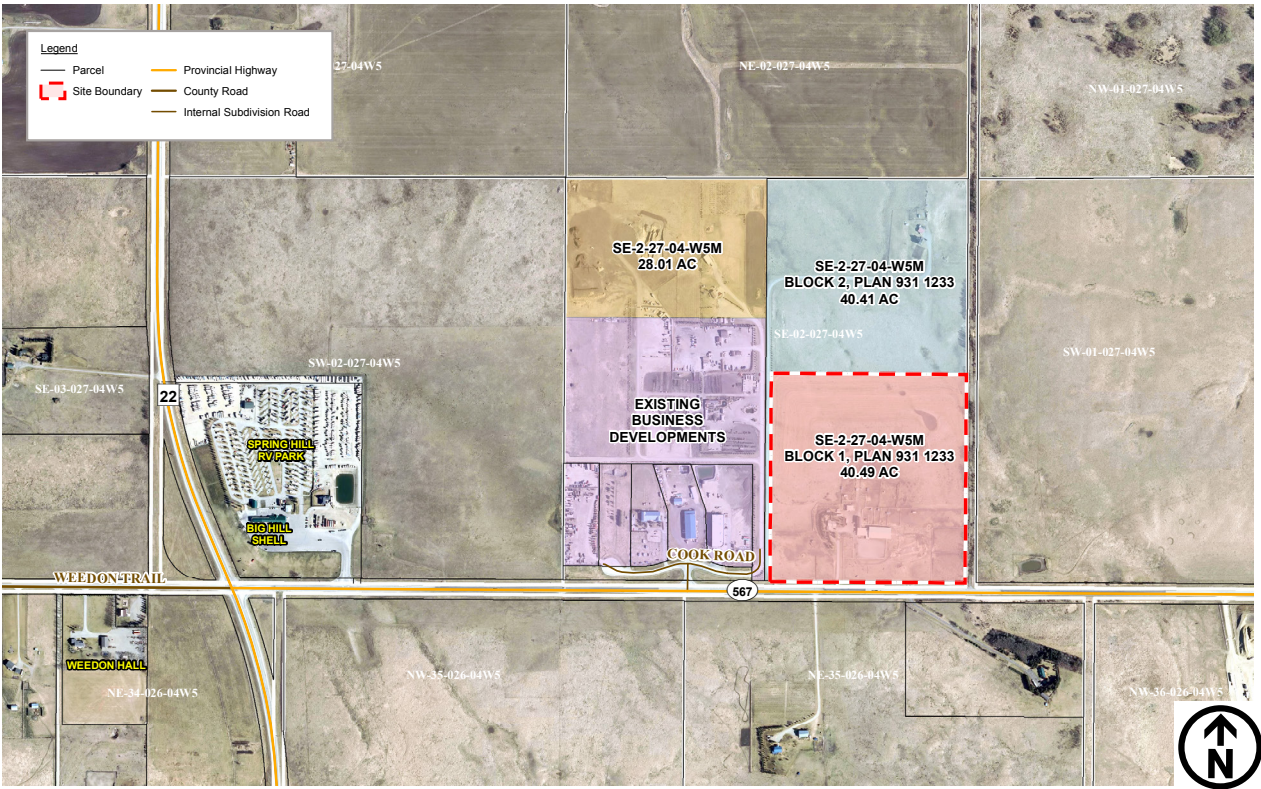 Legend
Parcel
Provincial Highway
Site Boundary
County Road
Internal Subdivision Road
27-04W5
NE-02-027-04W5
NW-01-027-04W5
SE-2-27-04-W5M
28.01 AC
SE-2-27-04-W5M
BLOCK 2, PLAN 931 1233
40.41 AC
SE-02-027-04W5
SW-02-027-04W5
SW-01-027-04W5
SE-03-027-04W5
22
EXISTING
BUSINESS
DEVELOPMENTS
SPRING HILL
RV PARK
SE-2-27-04-W5M
BLOCK 1, PLAN 931 1233
40.49 AC
BIG HILL
SHELL
COOK ROAD
WEEDON TRAIL
567
WEEDON HALL
NE-34-026-04W5
NW-35-026-04W5
NE-35-026-04W5
NW-36-026-04W5
N